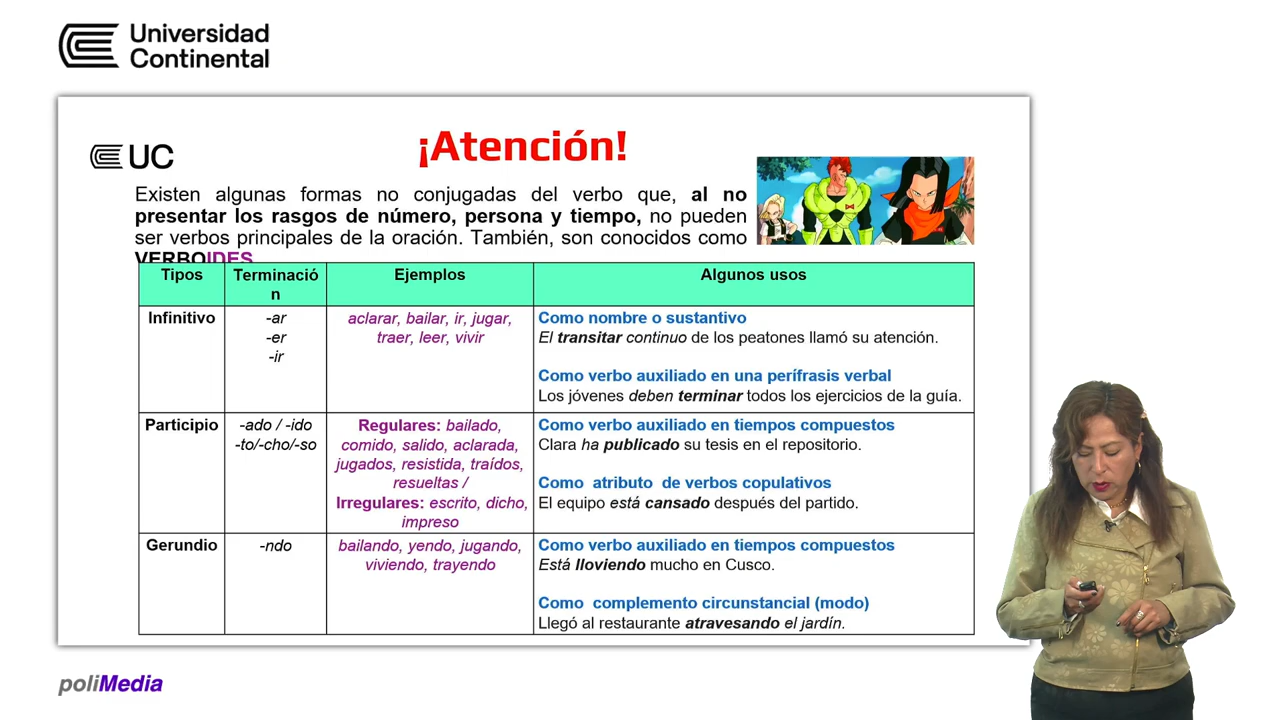 Universidad
Continental
¡Atención!
UC
Existen algunas formas no conjugadas del verbo que, al no
presentar los rasgos de número, persona y tiempo, no pueden
ser verbos principales de la oración. También, son conocidos como
VERBOIDES
Tipos
Terminació
n
Ejemplos
Algunos usos
Infinitivo
-ar
-er
-ir
aclarar, bailar, ir, jugar,
traer, leer, vivir
Como nombre o sustantivo
El transitar continuo de los peatones llamó su atención.
Como verbo auxiliado en una perífrasis verbal
Los jóvenes deben terminar todos los ejercicios de la guía.
Participio
-ado / -ido
-to/-cho/-so
Regulares: bailado,
comido, salido, aclarada,
jugados, resistida, traídos,
resueltas /
Irregulares: escrito, dicho,
impreso
Como verbo auxiliado en tiempos compuestos
Clara ha publicado su tesis en el repositorio.
Como atributo de verbos copulativos
El equipo está cansado después del partido.
Gerundio
-ndo
bailando, yendo, jugando,
viviendo, trayendo
Como verbo auxiliado en tiempos compuestos
Está lloviendo mucho en Cusco.
Como complemento circunstancial (modo)
Llegó al restaurante atravesando el jardín.
poliMedia